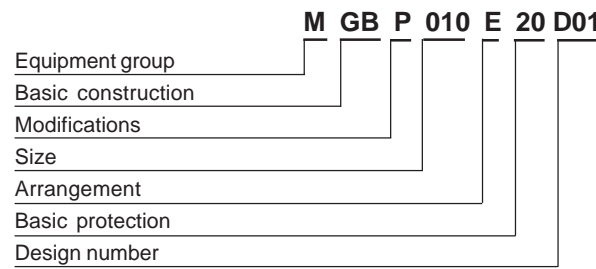 M GB P 010 E 20 D01
Equipment group
Basic construction
Modifications
Size
Arrangement
Basic protection
Design number